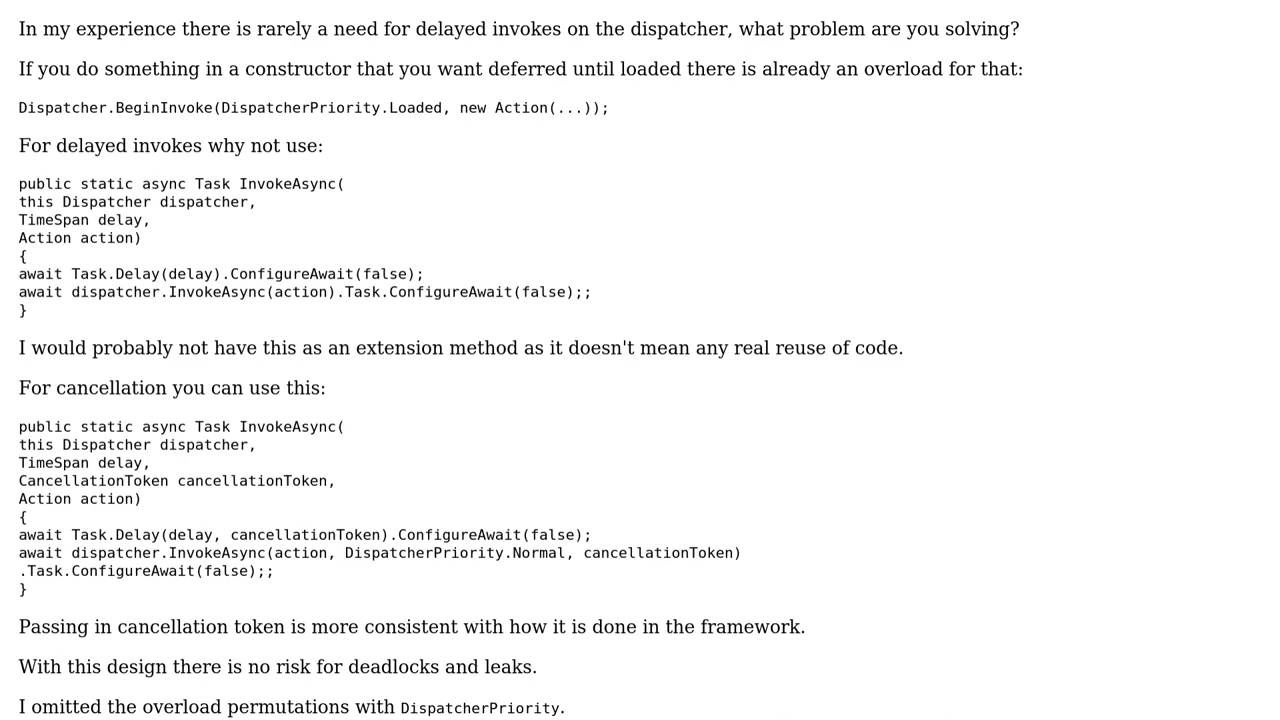 In my experience there is rarely a need for delayed invokes on the dispatcher, what problem are you solving?
If you do something in a constructor that you want deferred until loaded there is already an overload for that:
Dispatcher.BeginInvoke(DispatcherPriority.Loaded, new Action(...));
For delayed invokes why not use:
public static async Task InvokeAsync(
this Dispatcher dispatcher,
TimeSpan delay,
Action action)
{
await Task.Delay(delay).ConfigureAwait(false);
await dispatcher.InvokeAsync(action).Task.ConfigureAwait(false);;
}
I would probably not have this as an extension method as it doesn't mean any real reuse of code.
For cancellation you can use this:
public static async Task InvokeAsync(
this Dispatcher dispatcher,
TimeSpan delay,
CancellationToken cancellationToken,
Action action)
{
await Task.Delay(delay, cancellationToken).ConfigureAwait(false);
await dispatcher.InvokeAsync(action, DispatcherPriority.Normal, cancellationToken)
.Task.ConfigureAwait(false);;
}
Passing in cancellation token is more consistent with how it is done in the framework.
With this design there is no risk for deadlocks and leaks.
I omitted the overload permutations with DispatcherPriority.